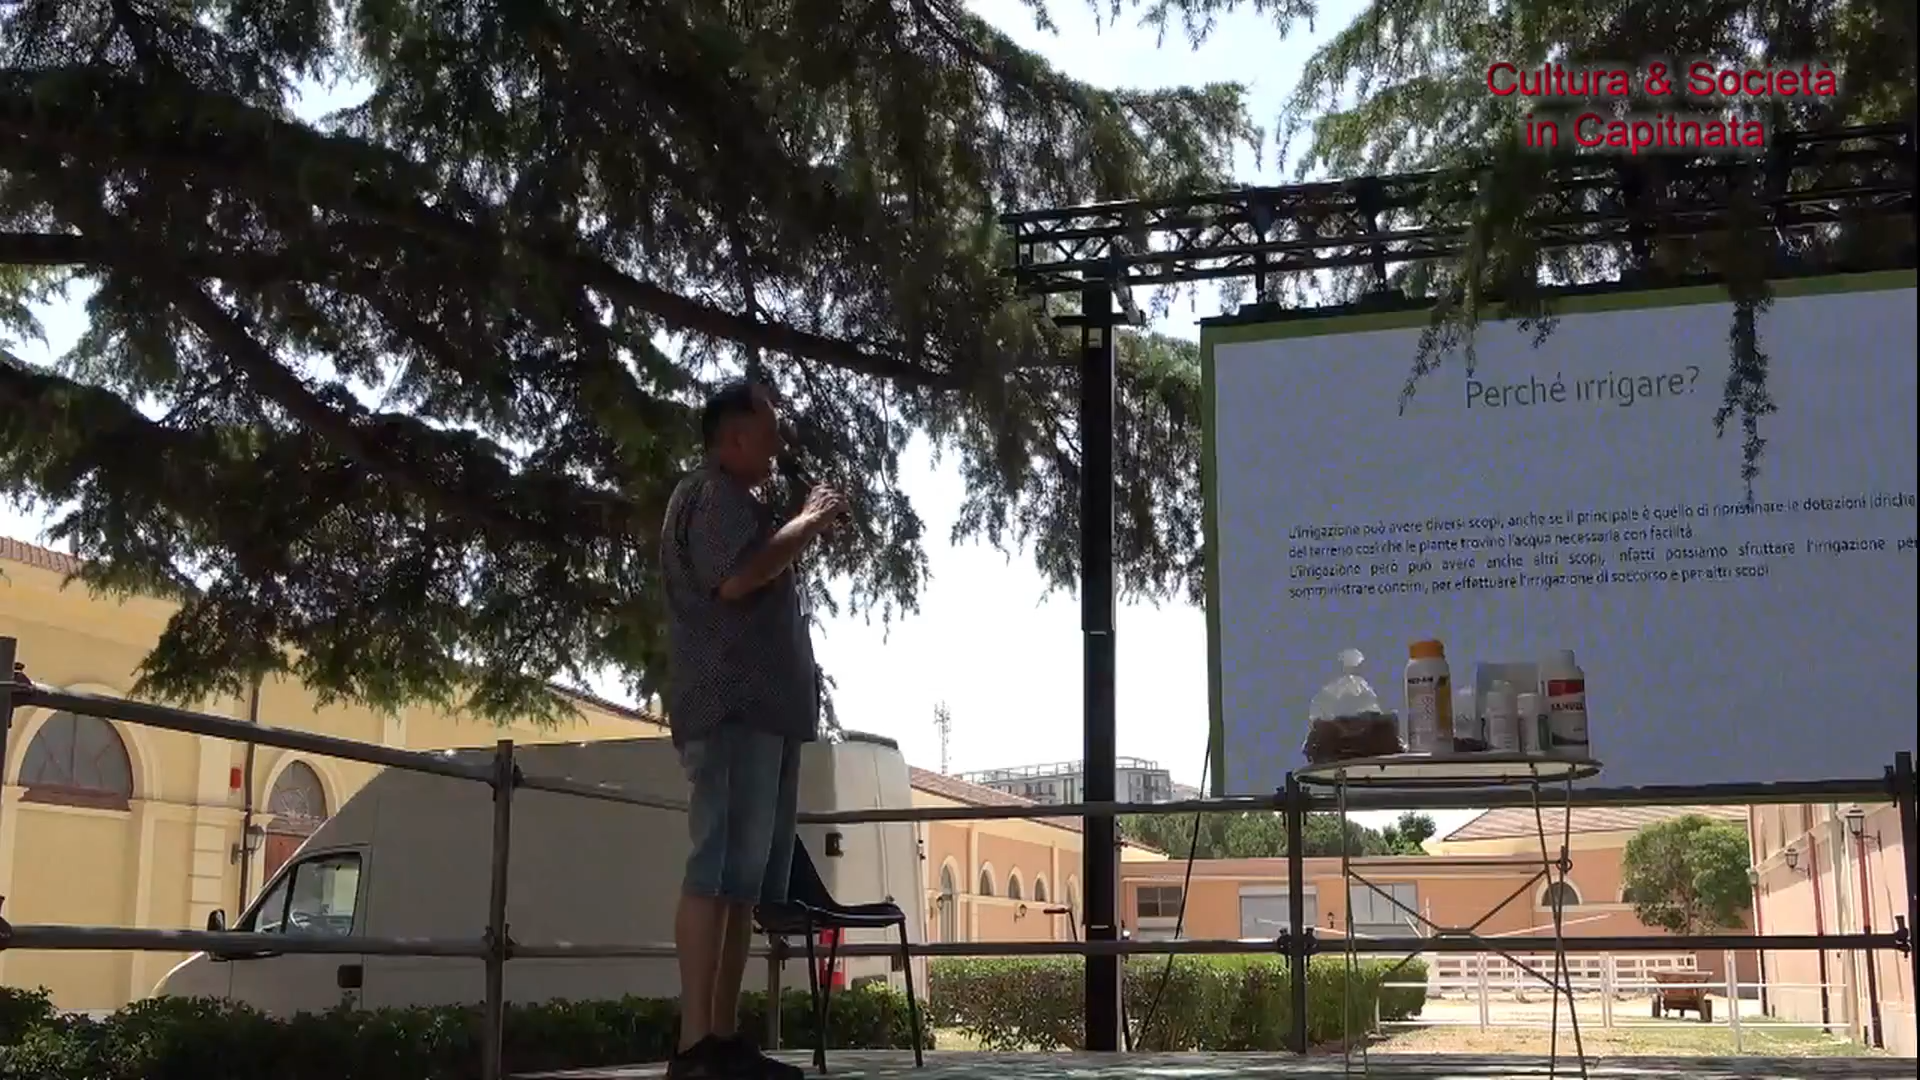 Cultura & Società
in Capitnata
Perché irrigare?
L'irrigazione può avere diversi scopi, anche se il principale è quello di ripristinare le dotazioni idriche
del terreno così che le piante trovino l'acqua necessaria con facilità.
L'irrigazione però può avere anche altri scopi, infatti possiamo sfruttare l'irrigazione per
somministrare concimi, per effettuare l'irrigazione di soccorso e per altri scopi